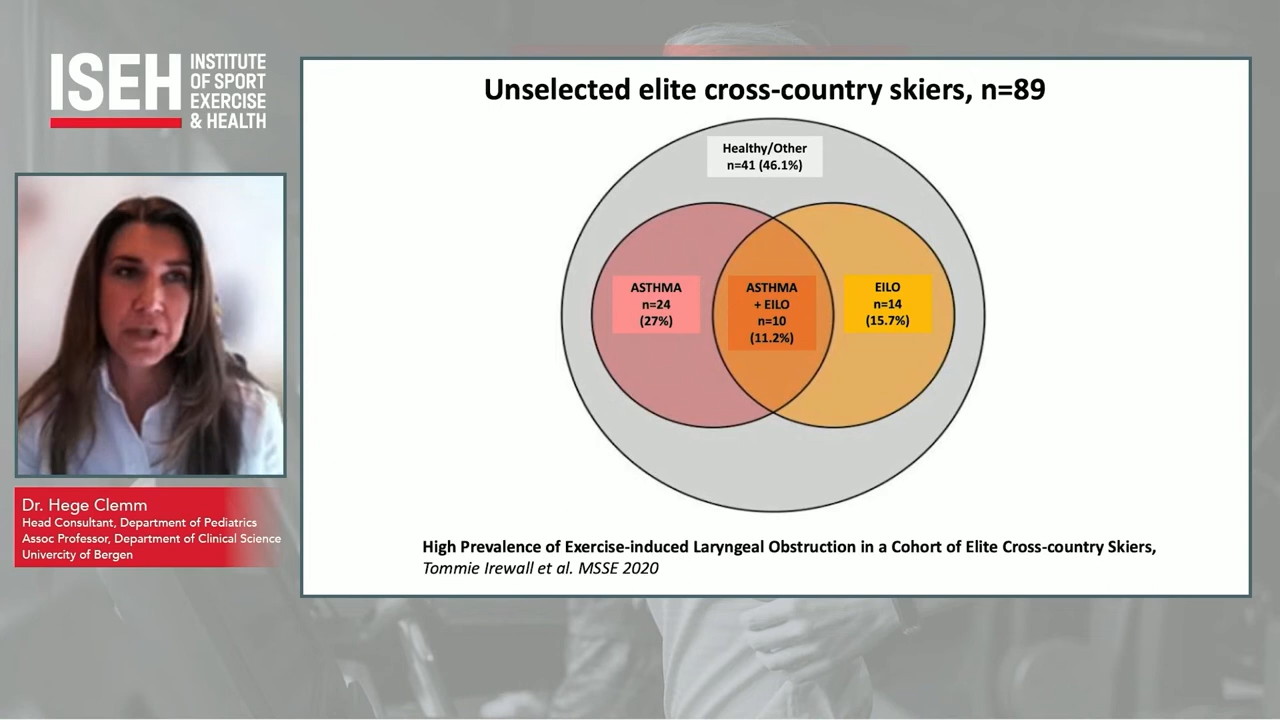 ISEH
INSTITUTE
OF SPORT
EXERCISE
& HEALTH
Dr. Hege Clemm
Head Consultant, Department of Pediatrics
Assoc Professor, Department of Clinical Science
Univercity of Bergen
Unselected elite cross-country skiers, n=89
Healthy/Other
n=41 (46.1%)
ASTHMA
n=24
(27%)
ASTHMA
+ EILO
n=10
(11.2%)
EILO
n=14
(15.7%)
High Prevalence of Exercise-induced Laryngeal Obstruction in a Cohort of Elite Cross-country Skiers,
Tommie Irewall et al. MSSE 2020